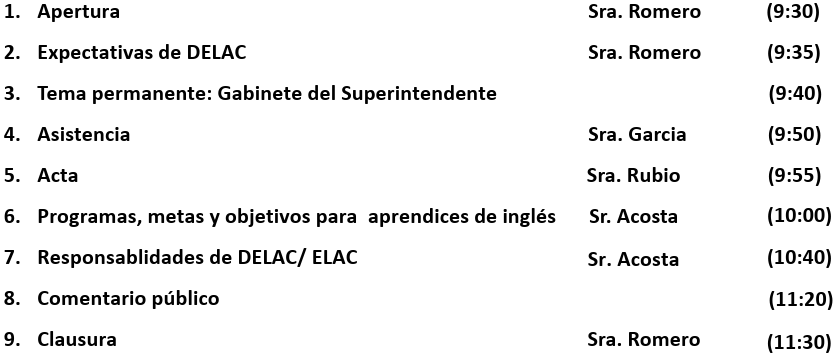 1. Apertura Sra. Romero (9:30)
2. Expectativas de DELAC Sra. Romero (9:35)
3. Tema permanente: Gabinete del Superintendente (9:40)
4. Asistencia Sra. Garcia (9:50)
5. Acta Sra. Rubio (9:55)
6. Programas, metas y objetivos para aprendices de inglés Sr. Acosta (10:00)
7. Responsablidades de DELAC/ ELAC Sr. Acosta (10:40)
8. Comentario público (11:20)
9. Clausura Sra. Romero (11:30)